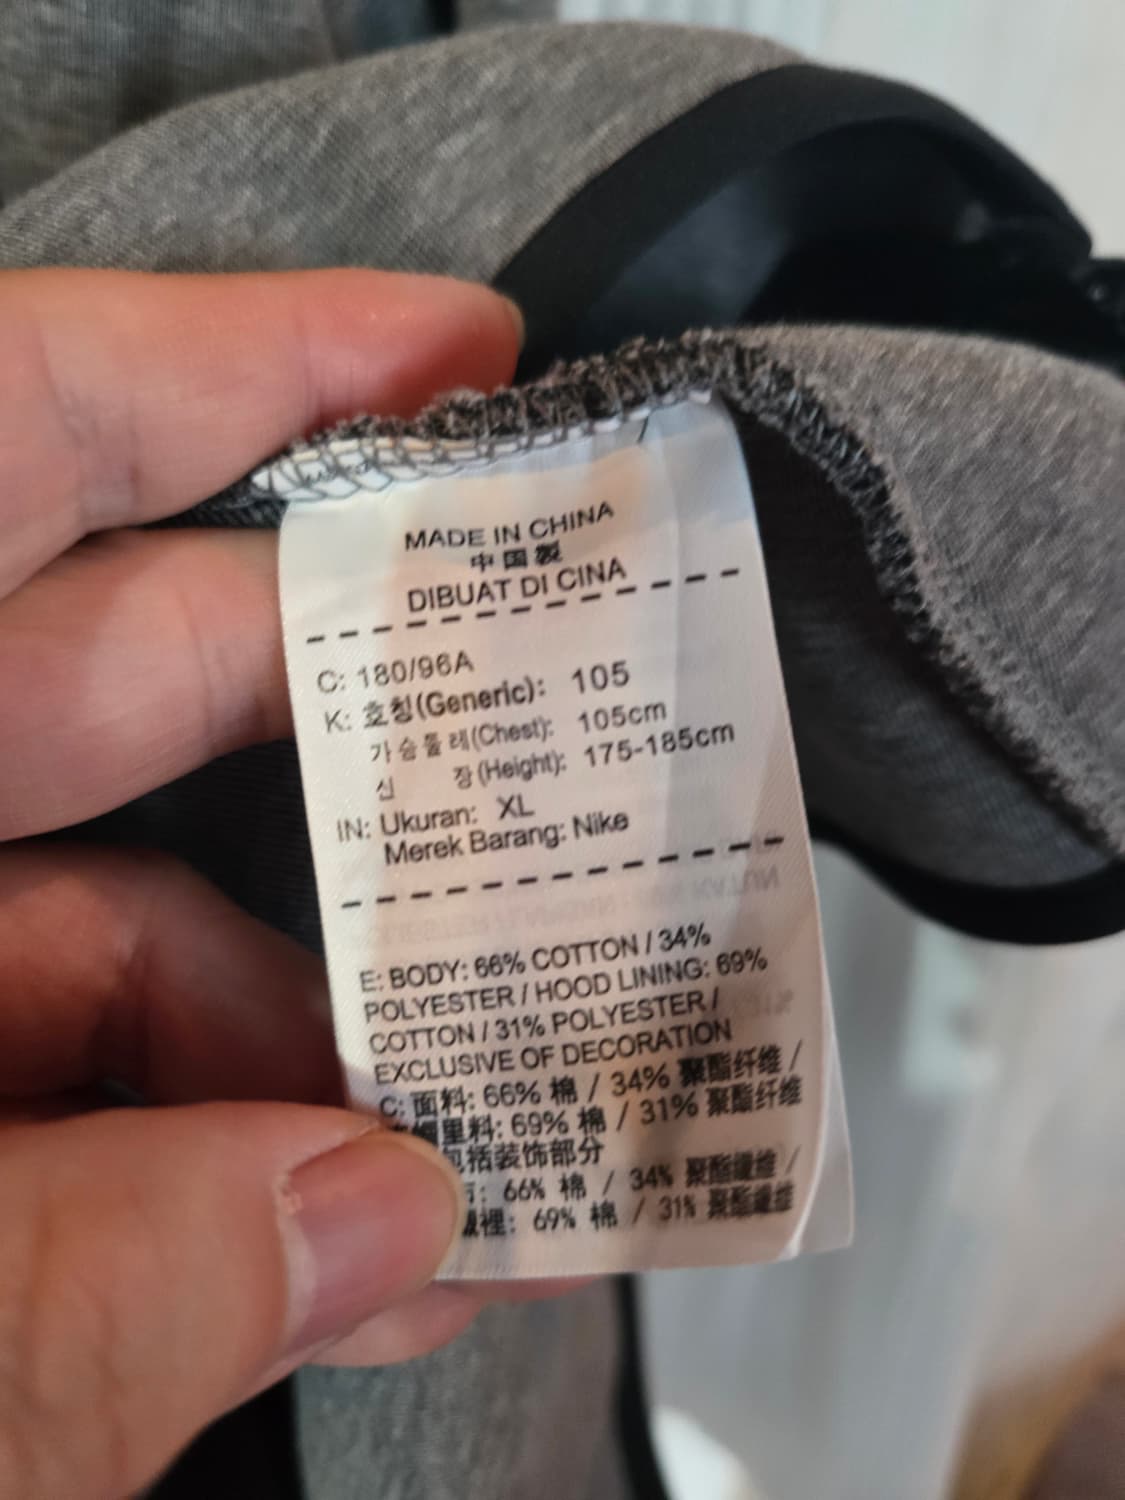 MADE IN CHINA
中国製
DIBUAT DI CINA
C: 180/96A
K: 호칭(Generic): 105
가슴둘레(Chest): 105cm
신 장(Height): 175-185cm
IN: Ukuran: XL
Merek Barang: Nike
E: BODY: 66% COTTON / 34%
POLYESTER / HOOD LINING: 69%
COTTON / 31% POLYESTER /
EXCLUSIVE OF DECORATION
C: 面料: 66% 棉 / 34% 聚酯纤维 /
里料: 69% 棉 / 31% 聚酯纤维
包括装饰部分
: 66% 棉 / 34% 聚酯纖維 /
裡: 69% 棉 / 31% 聚酯纖維